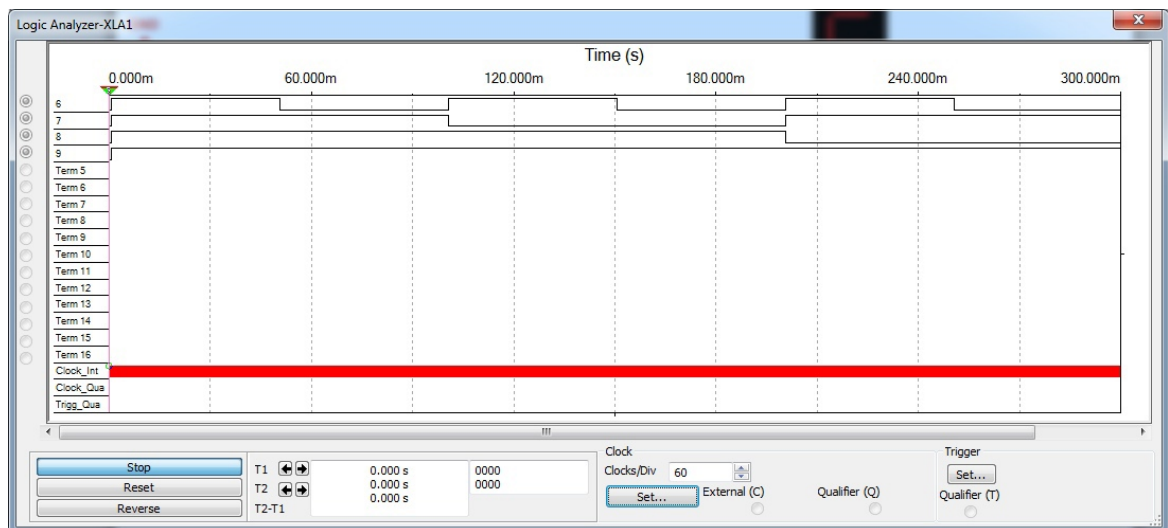 Logic Analyzer-XLA1
Time (s)
0.000m 60.000m 120.000m 180.000m 240.000m 300.000m
6
7
8
9
Term 5
Term 6
Term 7
Term 8
Term 9
Term 10
Term 11
Term 12
Term 13
Term 14
Term 15
Term 16
Clock_Int
Clock_Qua
Trigg_Qua
Stop
Reset
Reverse
T1 0.000 s 0000
T2 0.000 s 0000
T2-T1 0.000 s
Clock
Clocks/Div 60
Set... External (C) Qualifier (Q)
Trigger
Set...
Qualifier (T)